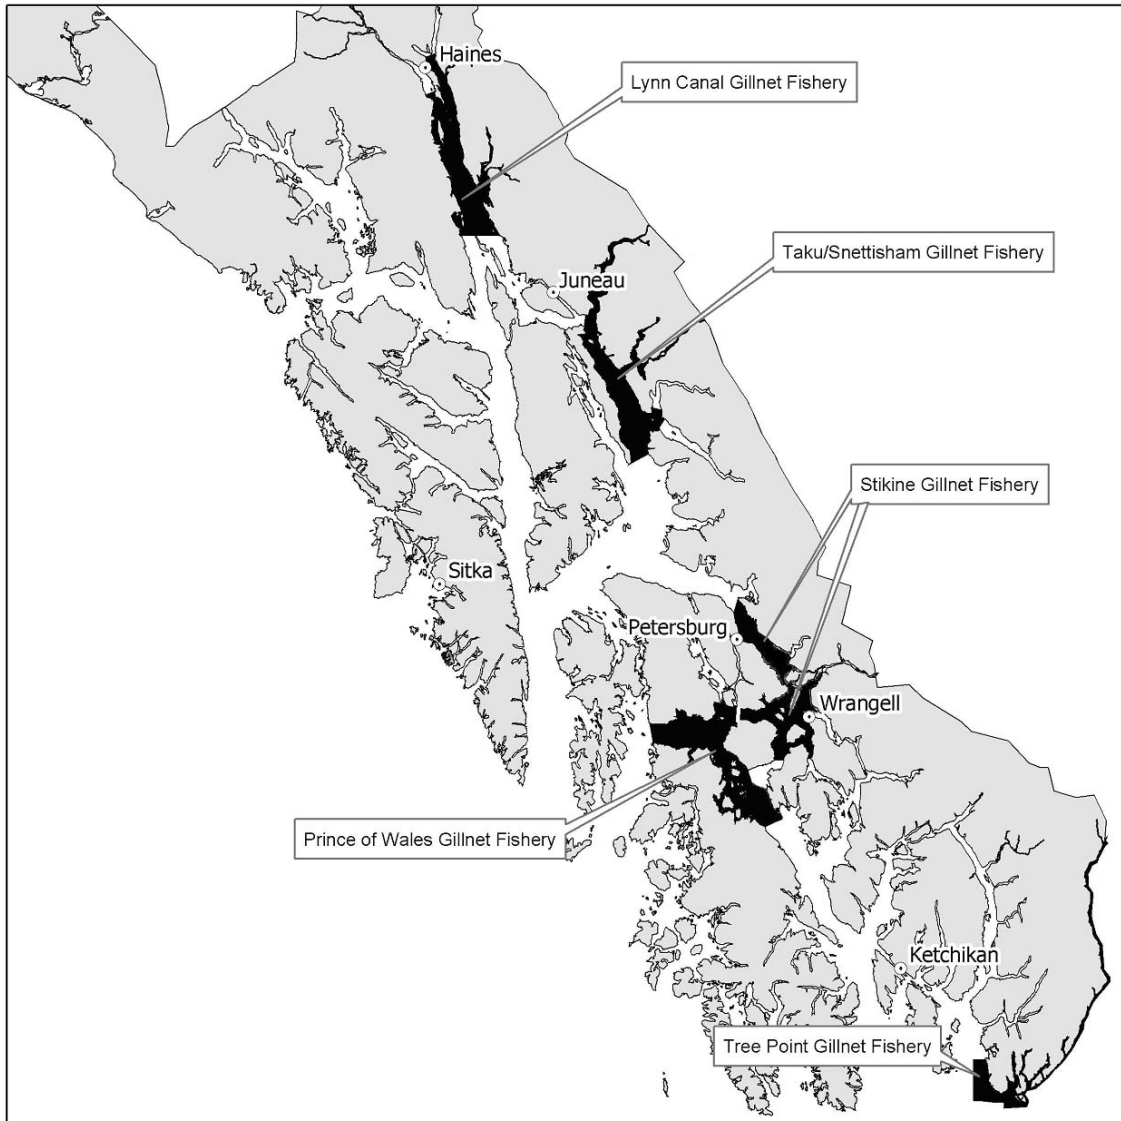 Haines
Lynn Canal Gillnet Fishery
Taku/Snettisham Gillnet Fishery
Juneau
Stikine Gillnet Fishery
Sitka
Petersburg
Wrangell
Prince of Wales Gillnet Fishery
Ketchikan
Tree Point Gillnet Fishery